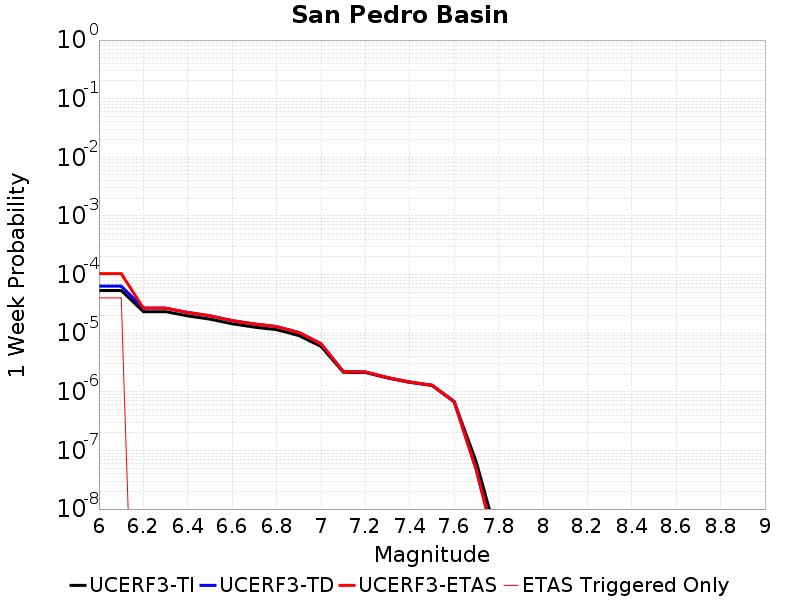 San Pedro Basin
10^0
10^-1
10^-2
10^-3
10^-4
10^-5
10^-6
10^-7
10^-8
1 Week Probability
6 6.2 6.4 6.6 6.8 7 7.2 7.4 7.6 7.8 8 8.2 8.4 8.6 8.8 9
Magnitude
UCERF3-TI UCERF3-TD UCERF3-ETAS ETAS Triggered Only